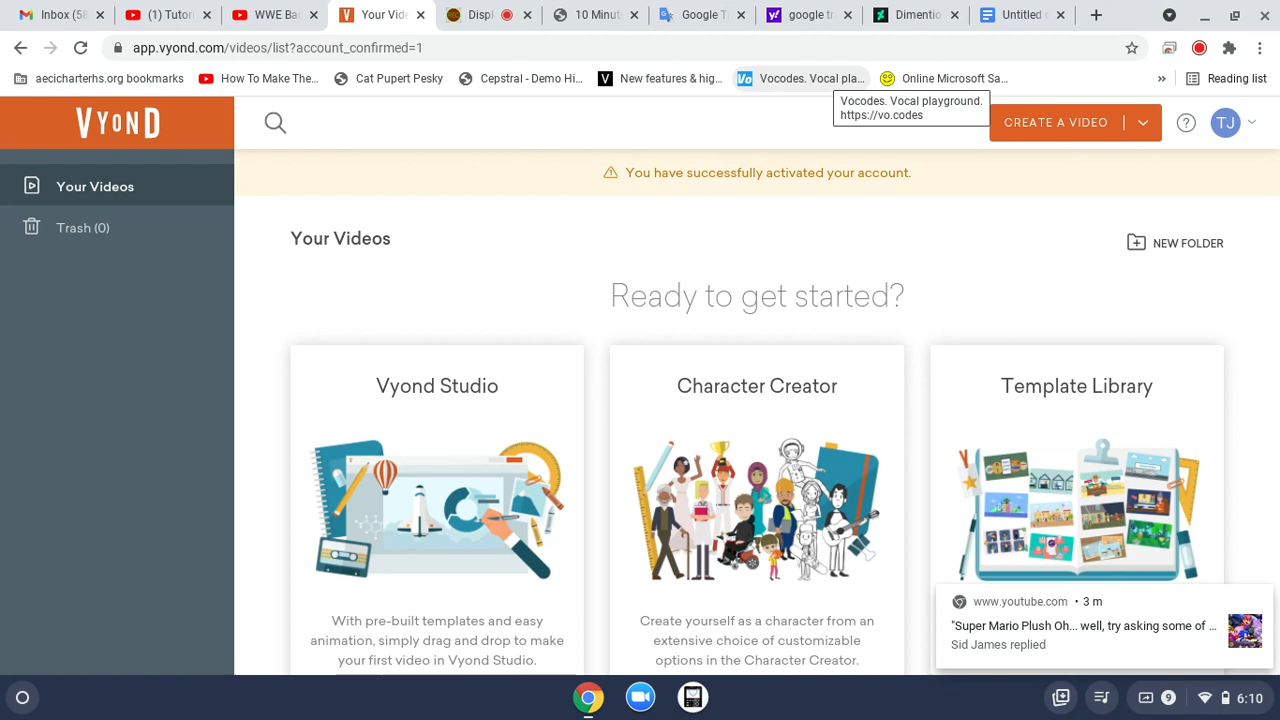 Inbox (58
(1) Tutori
WWE Bac
Your Vide
Displ
10 Minut
Google T
google
Dimentio
Untitled d
app.vyond.com/videos/list?account_confirmed=1
aecicharterhs.org bookmarks
How To Make The...
Cat Pupert Pesky
Cepstral - Demo Hi...
New features & hig...
Vocodes. Vocal pla...
Online Microsoft Sa...
»
Reading list
Vocodes. Vocal playground.
https://vo.codes
VYOND
CREATE A VIDEO
?
TJ
You have successfully activated your account.
Your Videos
Trash (0)
Your Videos
NEW FOLDER
Ready to get started?
Vyond Studio
Character Creator
Template Library
With pre-built templates and easy
animation, simply drag and drop to make
your first video in Vyond Studio.
Create yourself as a character from an
extensive choice of customizable
options in the Character Creator.
www.youtube.com • 3 m
"Super Mario Plush Oh... well, try asking some of ...
Sid James replied
9
6:10